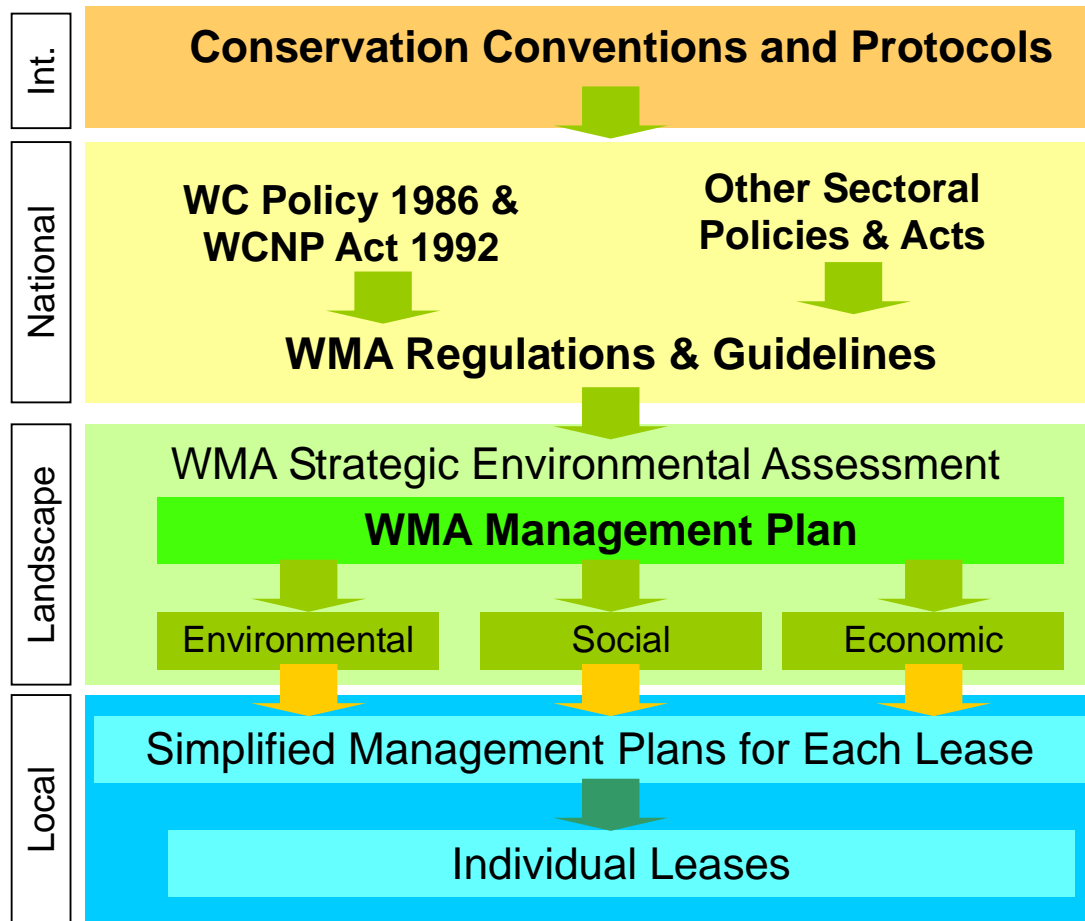 Int.
Conservation Conventions and Protocols
National
WC Policy 1986 &
WCNP Act 1992
Other Sectoral
Policies & Acts
WMA Regulations & Guidelines
Landscape
WMA Strategic Environmental Assessment
WMA Management Plan
Environmental
Social
Economic
Local
Simplified Management Plans for Each Lease
Individual Leases